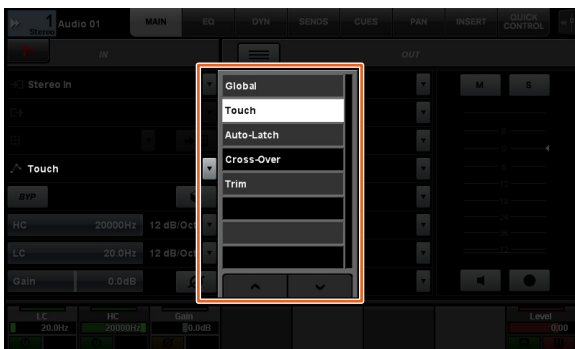 1 Audio 01 MAIN EQ DYN SENDS CUES PAN INSERT QUICK
Stereo CONTROL
IN OUT
Stereo In
Global
Touch
Auto-Latch
Cross-Over
Trim
M S
Touch
BYP
HC 20000Hz 12 dB/Oct
LC 20.0Hz 12 dB/Oct
Gain 0.0dB
LC HC Gain Level
20.0Hz 20000Hz 0.0dB 0.00